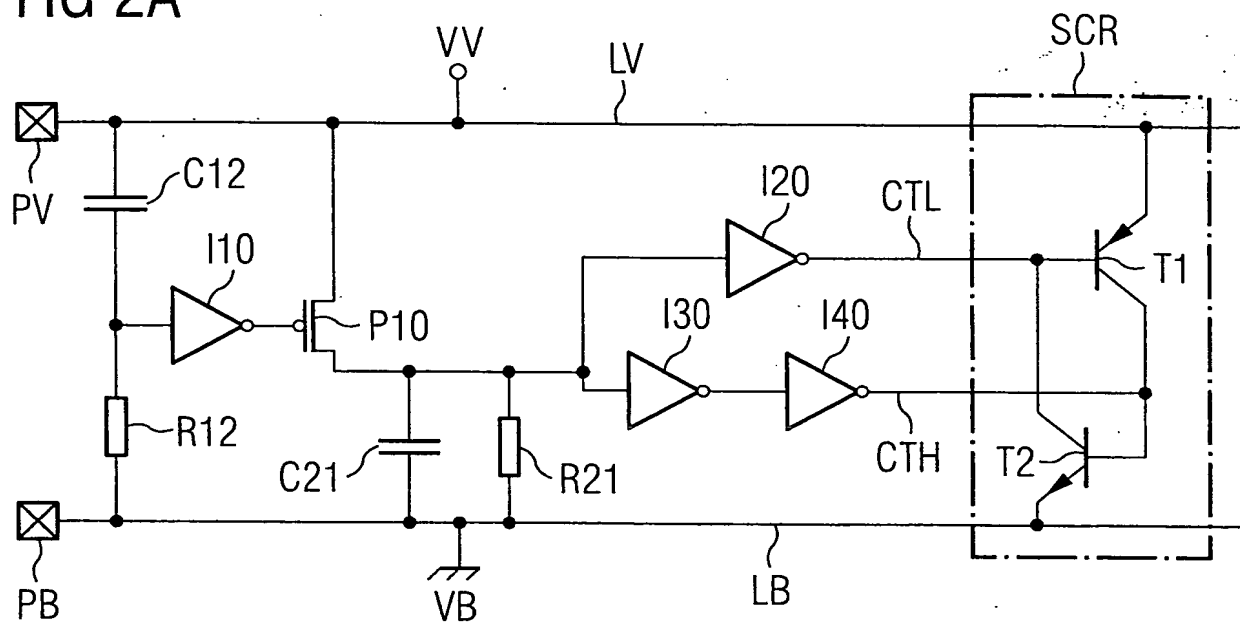 FIG 2A
SCR
VV
LV
C12
PV
I20
CTL
I10
T1
P10
I30
I40
R12
C21
R21
CTH
T2
PB
VB
LB